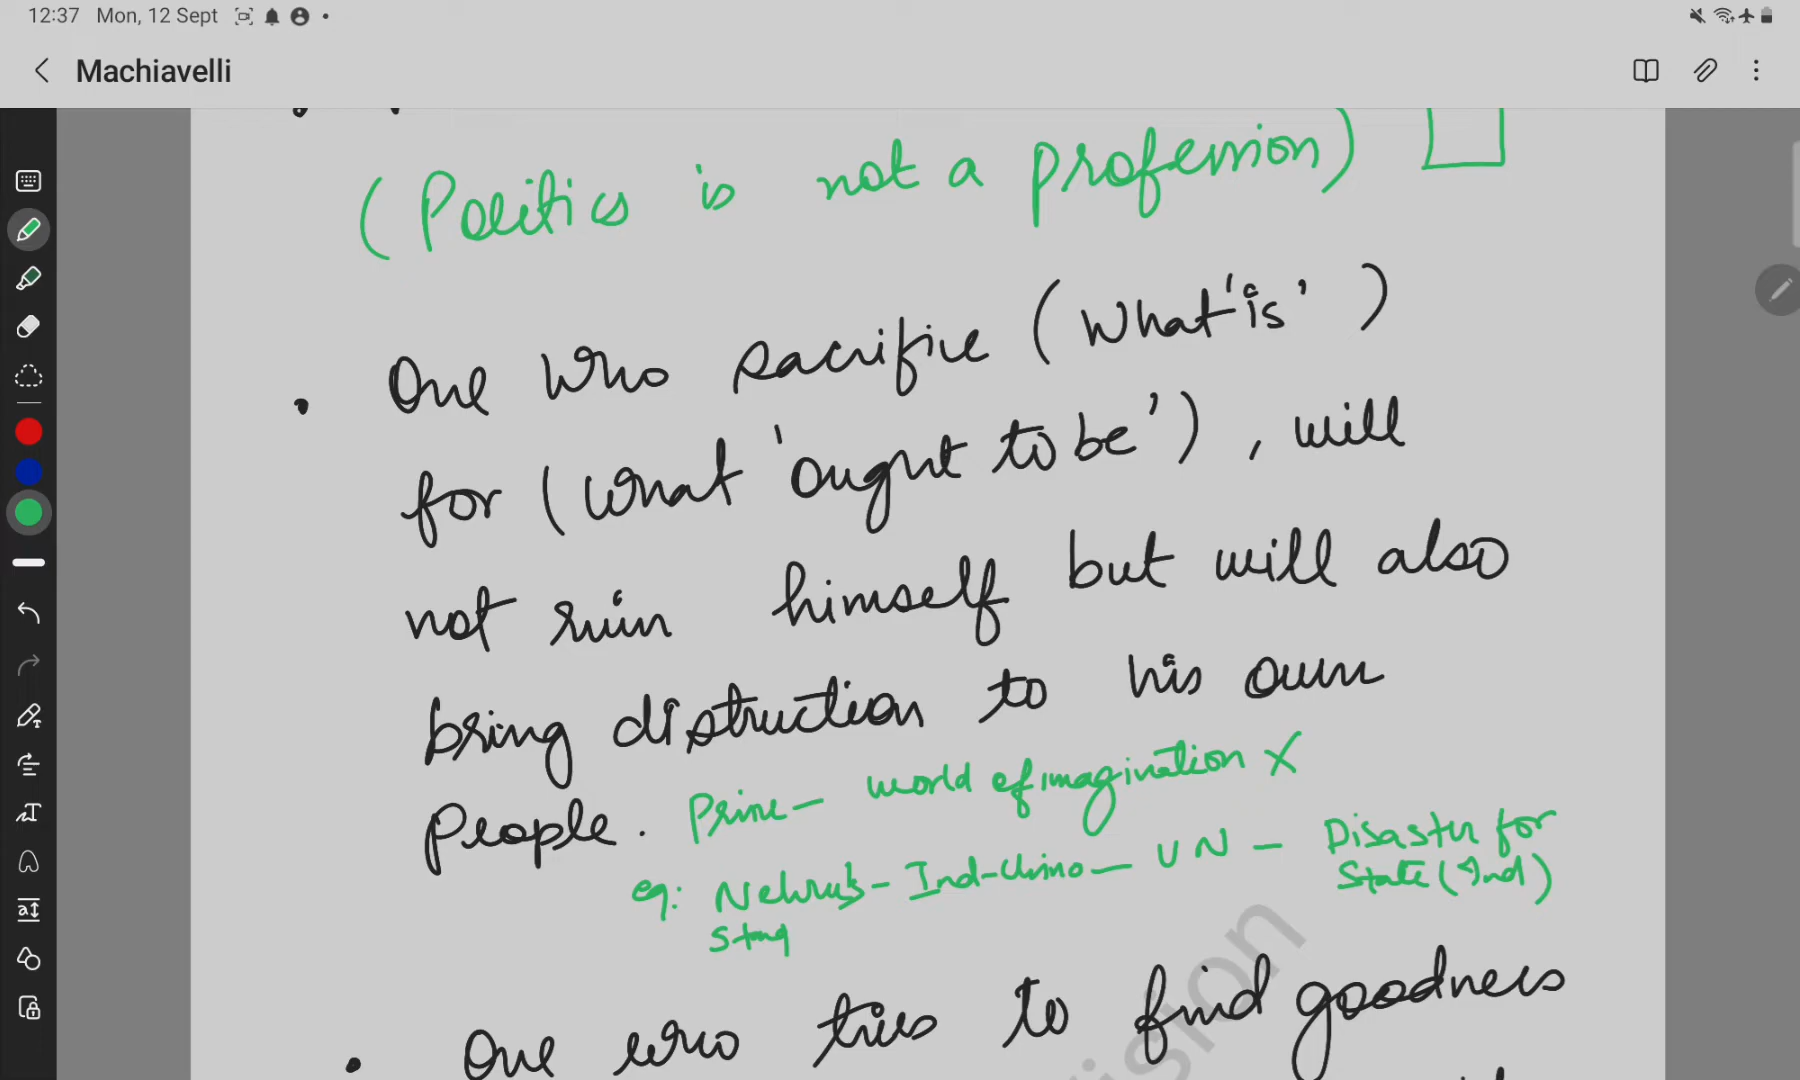 12:37 Mon, 12 Sept
Machiavelli
(Politics is not a profession)
• One who sacrifice (what 'is')
for (what 'ought to be'), will
not ruin himself but will also
bring distruction to his own
people. Prince – world of imagination X
eg: Nehru's – Ind-China – UN – Disaster for
State (Ind)
• One who tries to find goodness